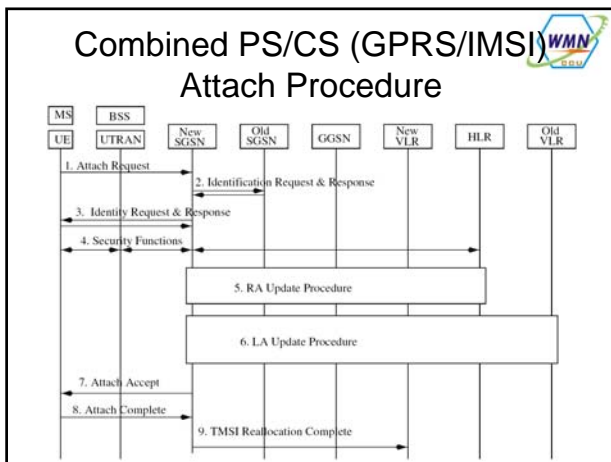 Combined PS/CS (GPRS/IMSI)
Attach Procedure
WMN
CCU
MS
BSS
UE
UTRAN
New
SGSN
Old
SGSN
GGSN
New
VLR
HLR
Old
VLR
1. Attach Request
2. Identification Request & Response
3. Identity Request & Response
4. Security Functions
5. RA Update Procedure
6. LA Update Procedure
7. Attach Accept
8. Attach Complete
9. TMSI Reallocation Complete